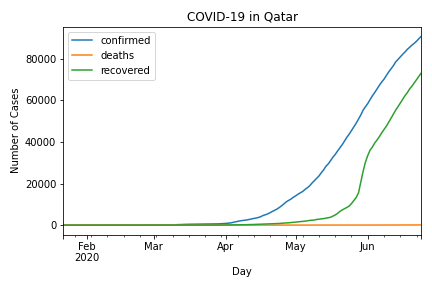 COVID-19 in Qatar
confirmed
deaths
recovered
Number of Cases
80000
60000
40000
20000
0
Feb Mar Apr May Jun
2020
Day